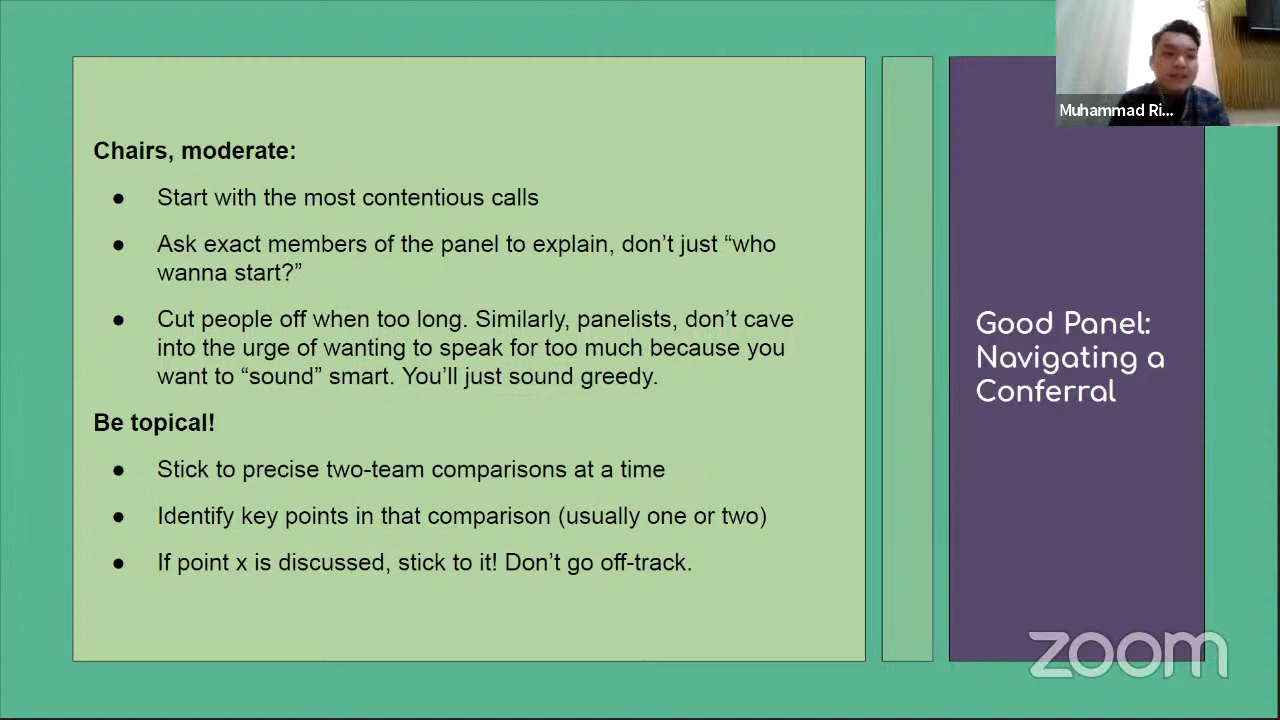 Chairs, moderate:
● Start with the most contentious calls
● Ask exact members of the panel to explain, don’t just “who
wanna start?”
● Cut people off when too long. Similarly, panelists, don’t cave
into the urge of wanting to speak for too much because you
want to “sound” smart. You’ll just sound greedy.
Be topical!
● Stick to precise two-team comparisons at a time
● Identify key points in that comparison (usually one or two)
● If point x is discussed, stick to it! Don’t go off-track.
Good Panel:
Navigating a
Conferral
Muhammad Ri...
zoom